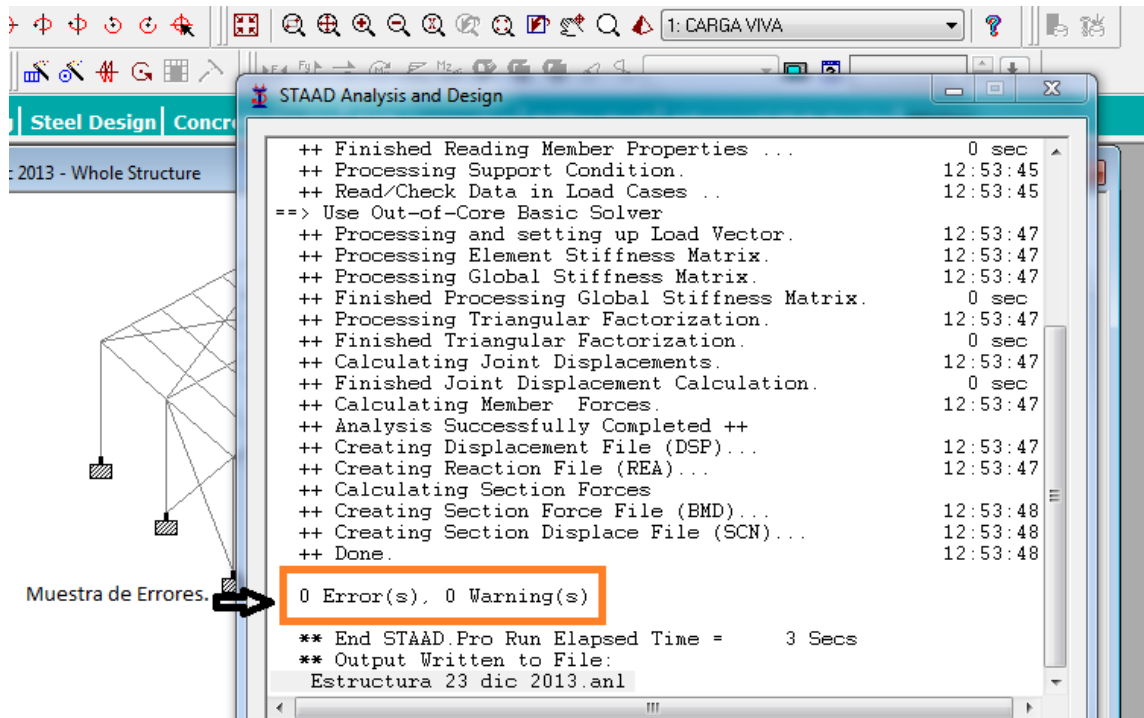 1: CARGA VIVA
Steel Design
STAAD Analysis and Design
2013 - Whole Structure
++ Finished Reading Member Properties ... 0 sec
++ Processing Support Condition. 12:53:45
++ Read/Check Data in Load Cases .. 12:53:45
==> Use Out-of-Core Basic Solver
++ Processing and setting up Load Vector. 12:53:47
++ Processing Element Stiffness Matrix. 12:53:47
++ Processing Global Stiffness Matrix. 12:53:47
++ Finished Processing Global Stiffness Matrix. 0 sec
++ Processing Triangular Factorization. 12:53:47
++ Finished Triangular Factorization. 0 sec
++ Calculating Joint Displacements. 12:53:47
++ Finished Joint Displacement Calculation. 0 sec
++ Calculating Member  Forces. 12:53:47
++ Analysis Successfully Completed ++
++ Creating Displacement File (DSP)... 12:53:47
++ Creating Reaction File (REA)... 12:53:47
++ Calculating Section Forces
++ Creating Section Force File (BMD)... 12:53:48
++ Creating Section Displace File (SCN)... 12:53:48
++ Done. 12:53:48
Muestra de Errores.
0 Error(s), 0 Warning(s)
** End STAAD.Pro Run Elapsed Time = 3 Secs
** Output Written to File:
Estructura 23 dic 2013.anl